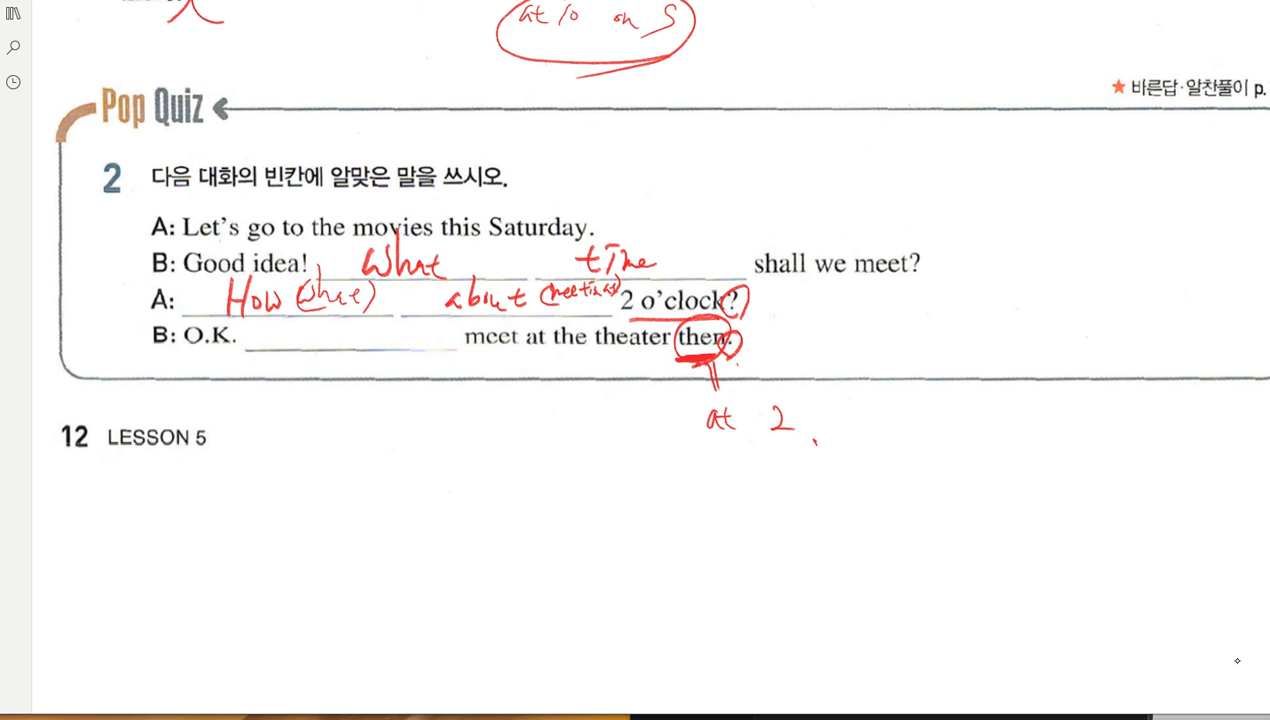 at 10 on S
Pop Quiz
★ 바른답·알찬풀이 p.
2 다음 대화의 빈칸에 알맞은 말을 쓰시오.
A: Let's go to the movies this Saturday.
B: Good idea! What time shall we meet?
A: How (What) about (meeting at) 2 o'clock?
B: O.K. ____ meet at the theater then.
at 2
12 LESSON 5